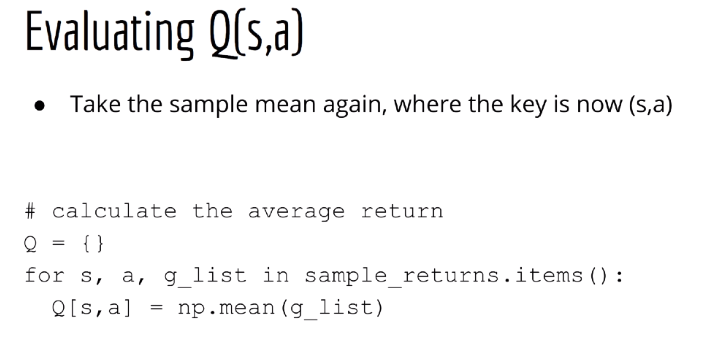 Evaluating Q(s,a)
● Take the sample mean again, where the key is now (s,a)
# calculate the average return
Q = {}
for s, a, g_list in sample_returns.items():
  Q[s,a] = np.mean(g_list)